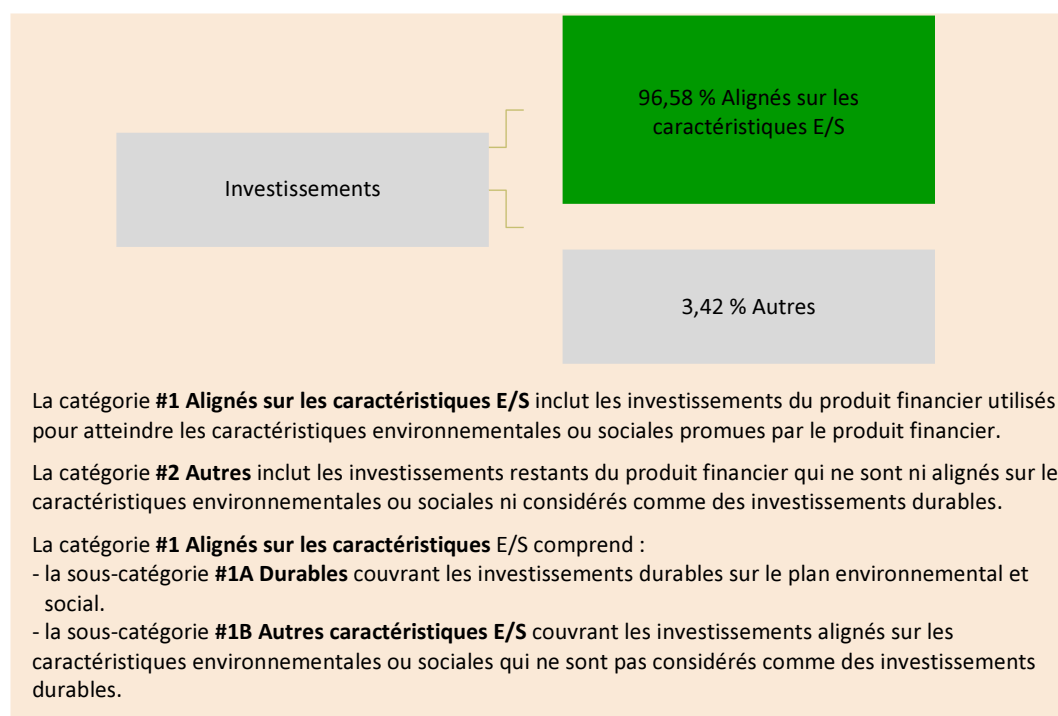 96,58 % Alignés sur les
caractéristiques E/S
Investissements
3,42 % Autres
La catégorie #1 Alignés sur les caractéristiques E/S inclut les investissements du produit financier utilisés
pour atteindre les caractéristiques environnementales ou sociales promues par le produit financier.
La catégorie #2 Autres inclut les investissements restants du produit financier qui ne sont ni alignés sur le
caractéristiques environnementales ou sociales ni considérés comme des investissements durables.
La catégorie #1 Alignés sur les caractéristiques E/S comprend :
- la sous-catégorie #1A Durables couvrant les investissements durables sur le plan environnemental et
social.
- la sous-catégorie #1B Autres caractéristiques E/S couvrant les investissements alignés sur les
caractéristiques environnementales ou sociales qui ne sont pas considérés comme des investissements
durables.